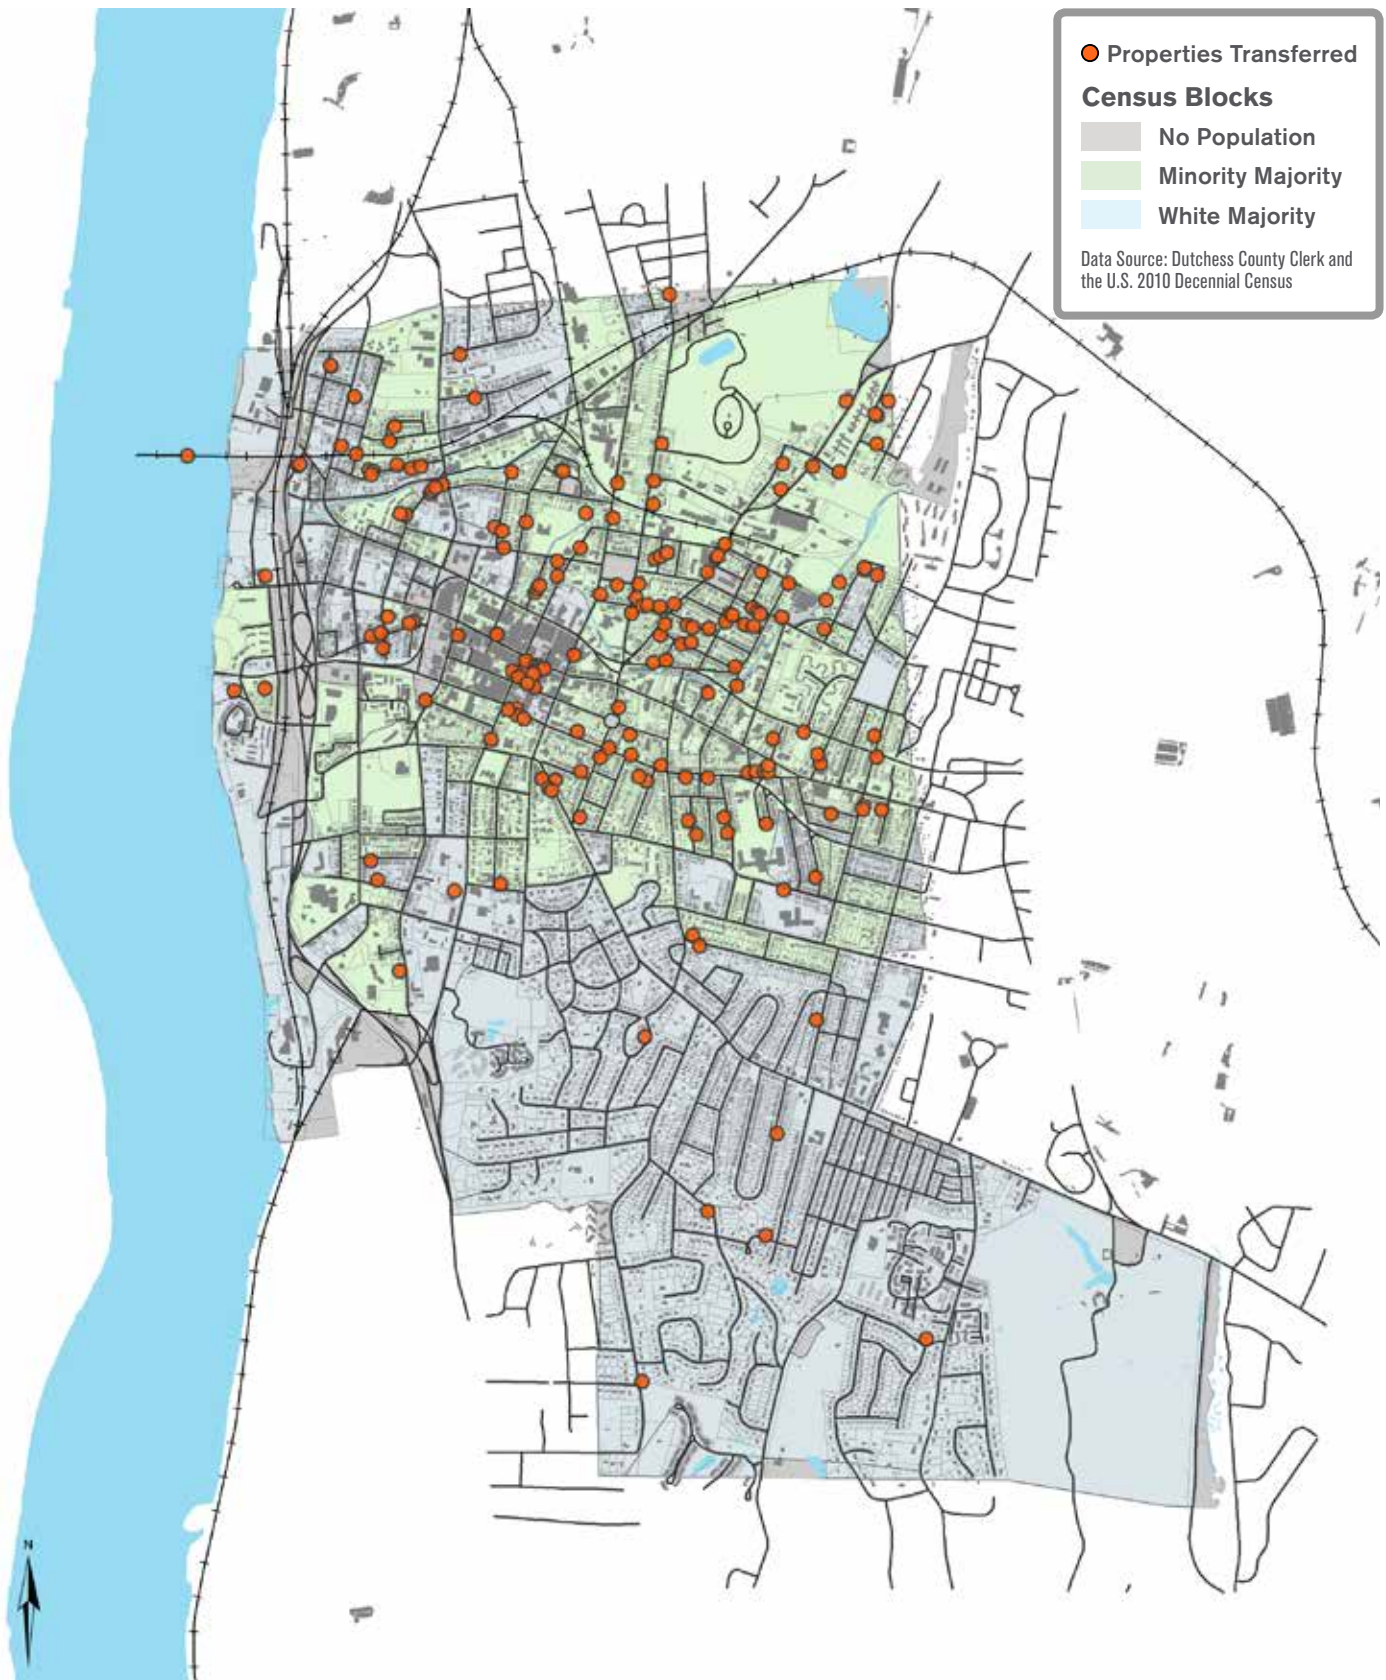 Properties Transferred
Census Blocks
No Population
Minority Majority
White Majority
Data Source: Dutchess County Clerk and
the U.S. 2010 Decennial Census
N